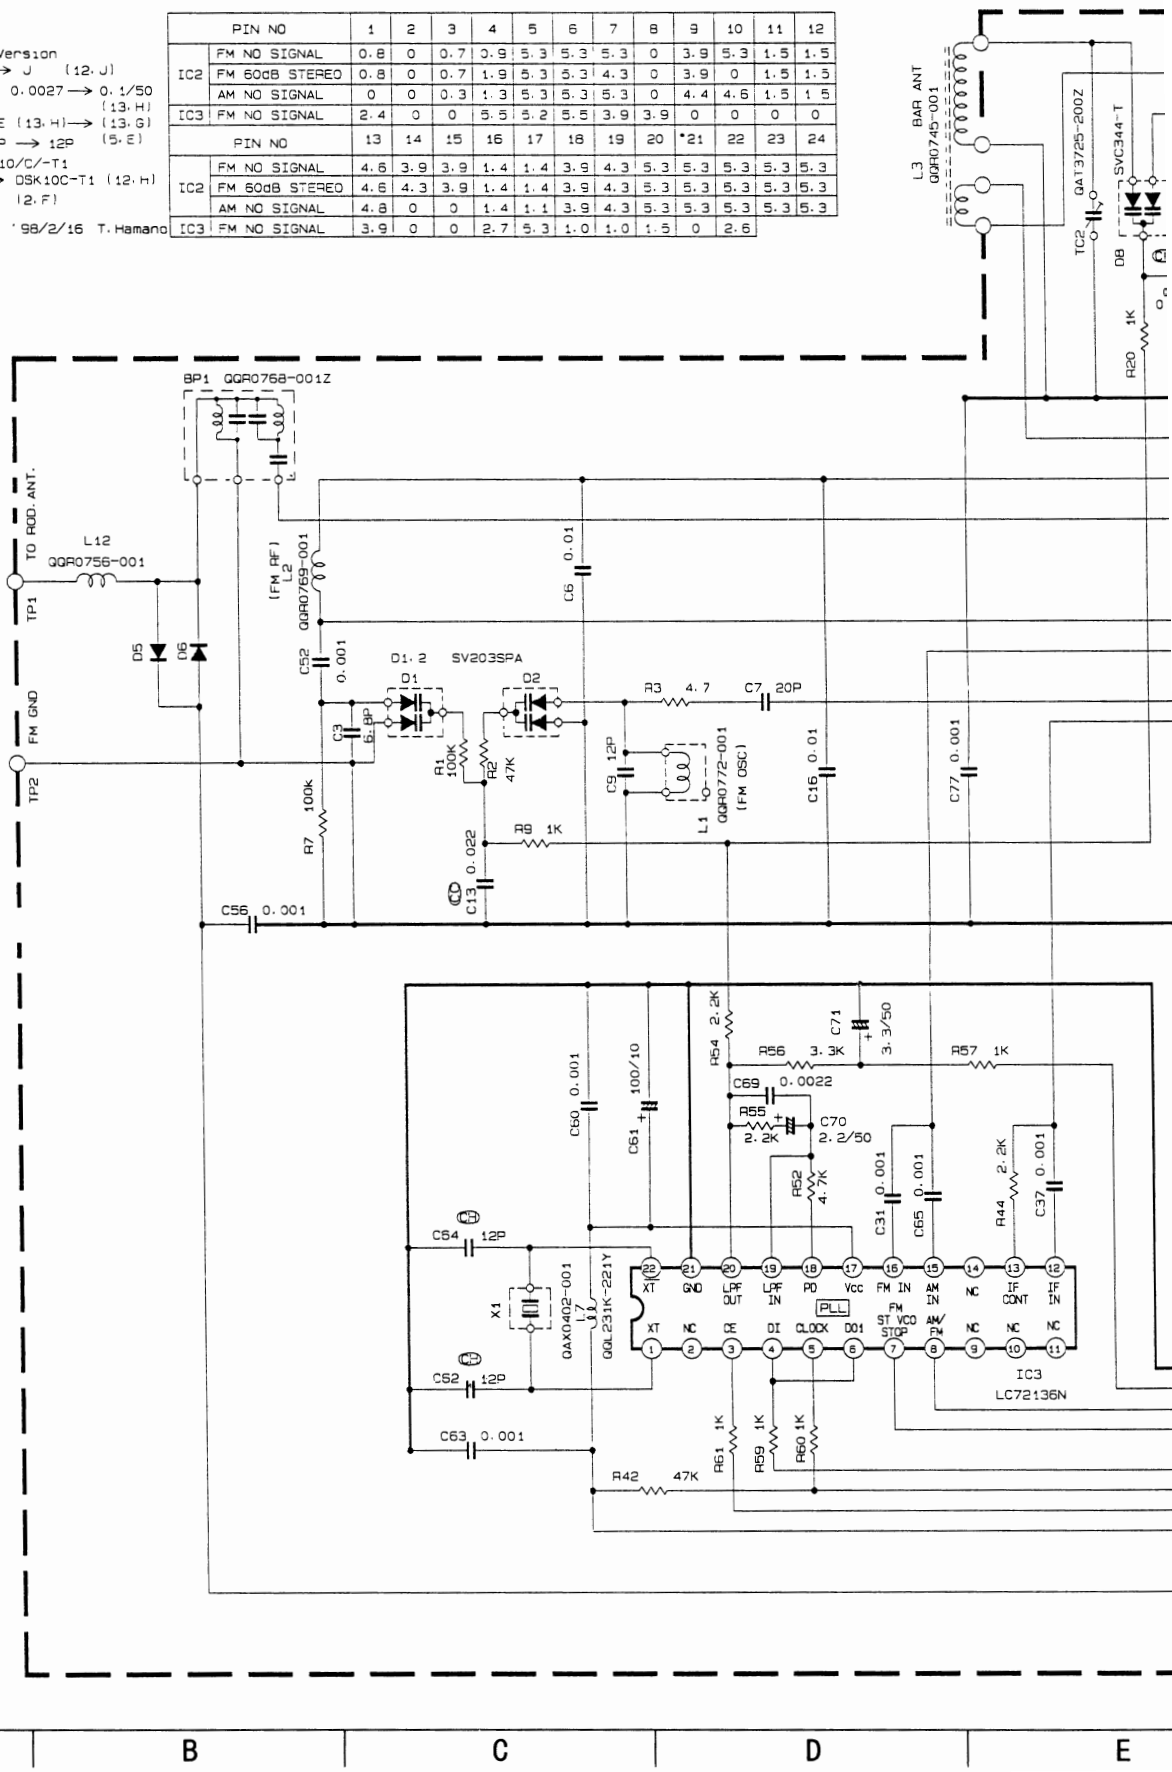 Version
→ J (12.J)
0.0027 → 0.1/50
(13.H)
E (13.H) → (13.G)
P → 12P (5.E)
10/C/-T1
→ DSK10C-T1 (12.H)
(2.F)
'98/2/16 T.Hamano
PIN NO 1 2 3 4 5 6 7 8 9 10 11 12
IC2 FM NO SIGNAL 0.8 0 0.7 0.9 5.3 5.3 5.3 0 3.9 5.3 1.5 1.5
FM 60dB STEREO 0.8 0 0.7 1.9 5.3 5.3 4.3 0 3.9 0 1.5 1.5
AM NO SIGNAL 0 0 0.3 1.3 5.3 5.3 5.3 0 4.4 4.6 1.5 1.5
IC3 FM NO SIGNAL 2.4 0 0 5.5 5.2 5.5 3.9 3.9 0 0 0 0
PIN NO 13 14 15 16 17 18 19 20 *21 22 23 24
IC2 FM NO SIGNAL 4.6 3.9 3.9 1.4 1.4 3.9 4.3 5.3 5.3 5.3 5.3 5.3
FM 60dB STEREO 4.6 4.3 3.9 1.4 1.4 3.9 4.3 5.3 5.3 5.3 5.3 5.3
AM NO SIGNAL 4.8 0 0 1.4 1.1 3.9 4.3 5.3 5.3 5.3 5.3 5.3
IC3 FM NO SIGNAL 3.9 0 0 2.7 5.3 1.0 1.0 1.5 0 2.6
L3 BAR ANT
QQR0745-001
TC2 QAT3725-200Z
SVC344-T
D8
R20 1K
BP1 QQR0768-001Z
TO ROD. ANT.
L12
QQR0756-001
TP1
D5
D6
FM GND
TP2
(FM RF)
L2
QQR0769-001
C6 0.01
C52 0.001
D1.2 SV203SPA
D1
D2
C3 6.8P
R1 100K
R2 47K
R3 4.7
C7 20P
C9 12P
L1 QQR0772-001
(FM OSC)
C16 0.01
C77 0.001
R7 100K
R9 1K
C13 0.022
C56 0.001
R54 2.2K
C71 3.3/50
+
R56 3.3K
R57 1K
C60 0.001
C61 100/10
+
C69 0.0022
R55 2.2K
+
C70 2.2/50
R52 4.7K
C31 0.001
C65 0.001
R44 2.2K
C37 0.001
C64 12P
X1
QAX0402-001
L7
QQL231K-221Y
C62 12P
C63 0.001
22 21 20 19 18 17 16 15 14 13 12
XT GND LPF OUT LPF IN PD Vcc FM IN AM IN NC IF CONT IF IN
PLL
XT NC CE DI CLOCK DO1 FM ST VCO STOP AM/FM NC NC NC
1 2 3 4 5 6 7 8 9 10 11
IC3
LC72136N
R61 1K
R59 1K
R60 1K
R42 47K
B C D E